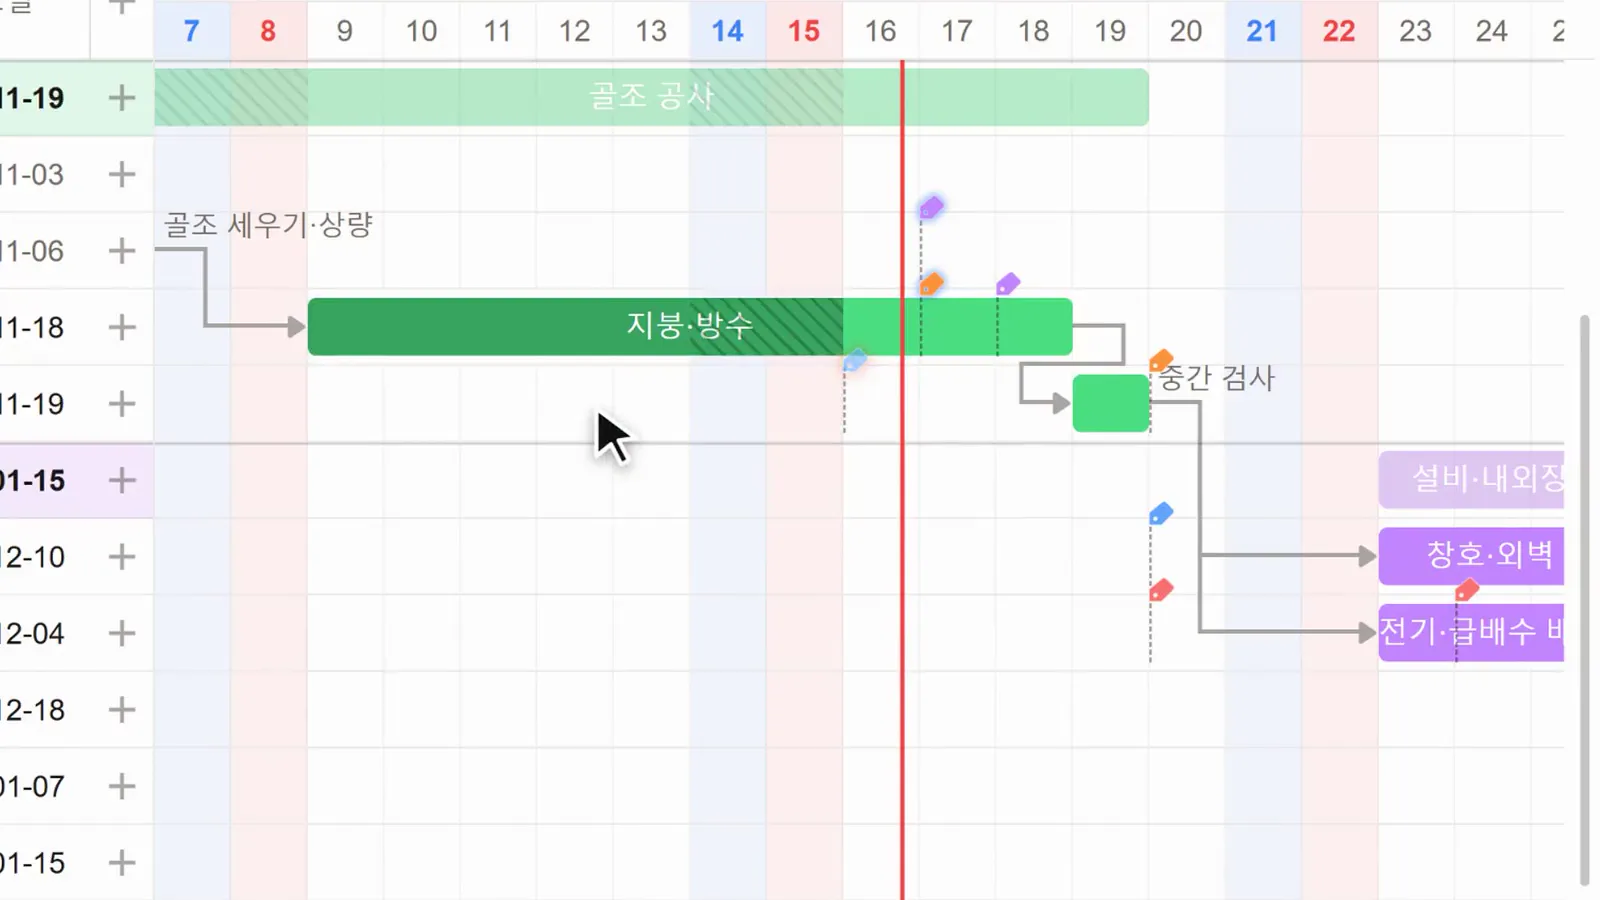 7 8 9 10 11 12 13 14 15 16 17 18 19 20 21 22 23 24
11-19 골조 공사
11-03
골조 세우기·상량
11-06
11-18 지붕·방수
중간 검사
11-19
01-15 설비·내외장
12-10 창호·외벽
12-04 전기·급배수
12-18
01-07
01-15